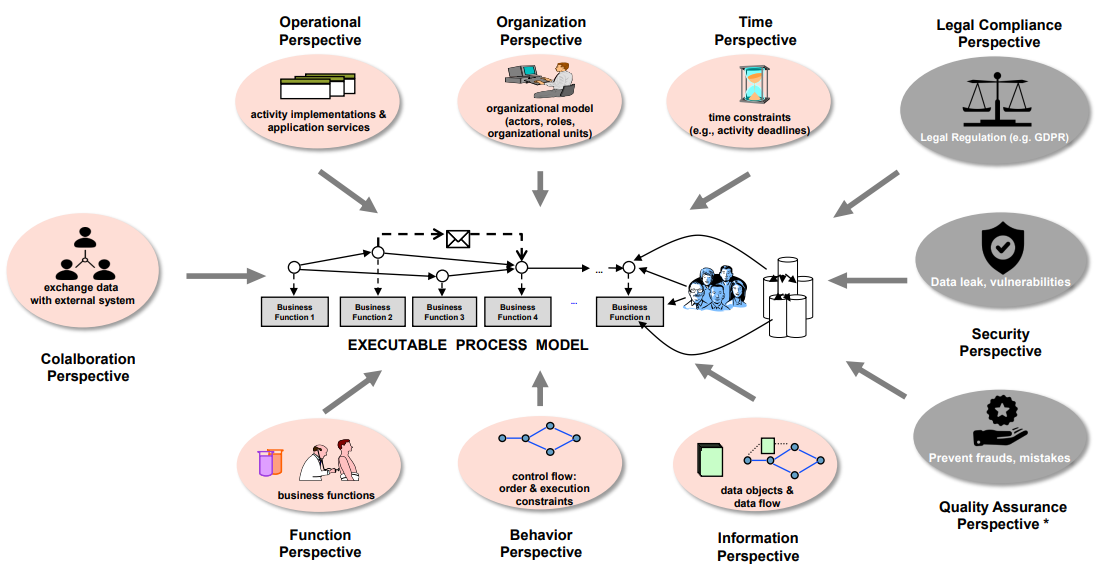 Operational
Perspective
activity implementations &
application services
Organization
Perspective
organizational model
(actors, roles,
organizational units)
Time
Perspective
time constraints
(e.g., activity deadlines)
Legal Compliance
Perspective
Legal Regulation (e.g. GDPR)
exchange data
with external system
Colalboration
Perspective
...
Business
Function 1
Business
Function 2
Business
Function 3
Business
Function 4
...
Business
Function n
EXECUTABLE PROCESS MODEL
Data leak, vulnerabilities
Security
Perspective
Prevent frauds, mistakes
Quality Assurance
Perspective *
business functions
Function
Perspective
control flow:
order & execution
constraints
Behavior
Perspective
data objects &
data flow
Information
Perspective